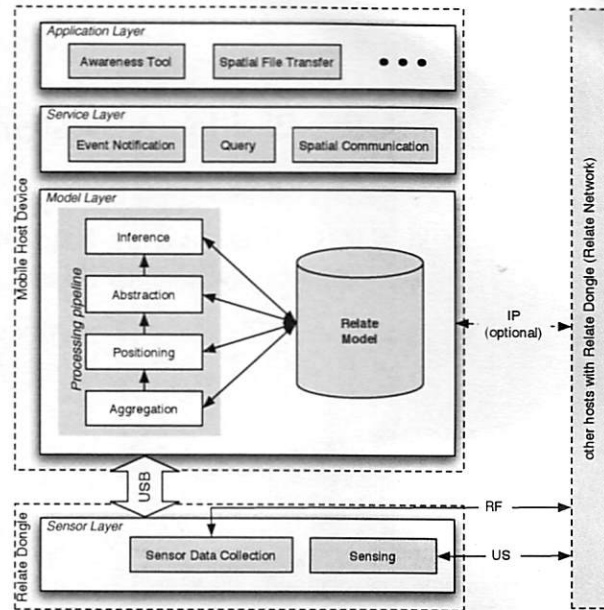 Application Layer
Awareness Tool
Spatial File Transfer
Service Layer
Event Notification
Query
Spatial Communication
Mobile Host Device
Model Layer
Processing pipeline
Inference
Abstraction
Positioning
Aggregation
Relate
Model
IP
(optional)
other hosts with Relate Dongle (Relate Network)
USB
Relate Dongle
Sensor Layer
Sensor Data Collection
Sensing
RF
US